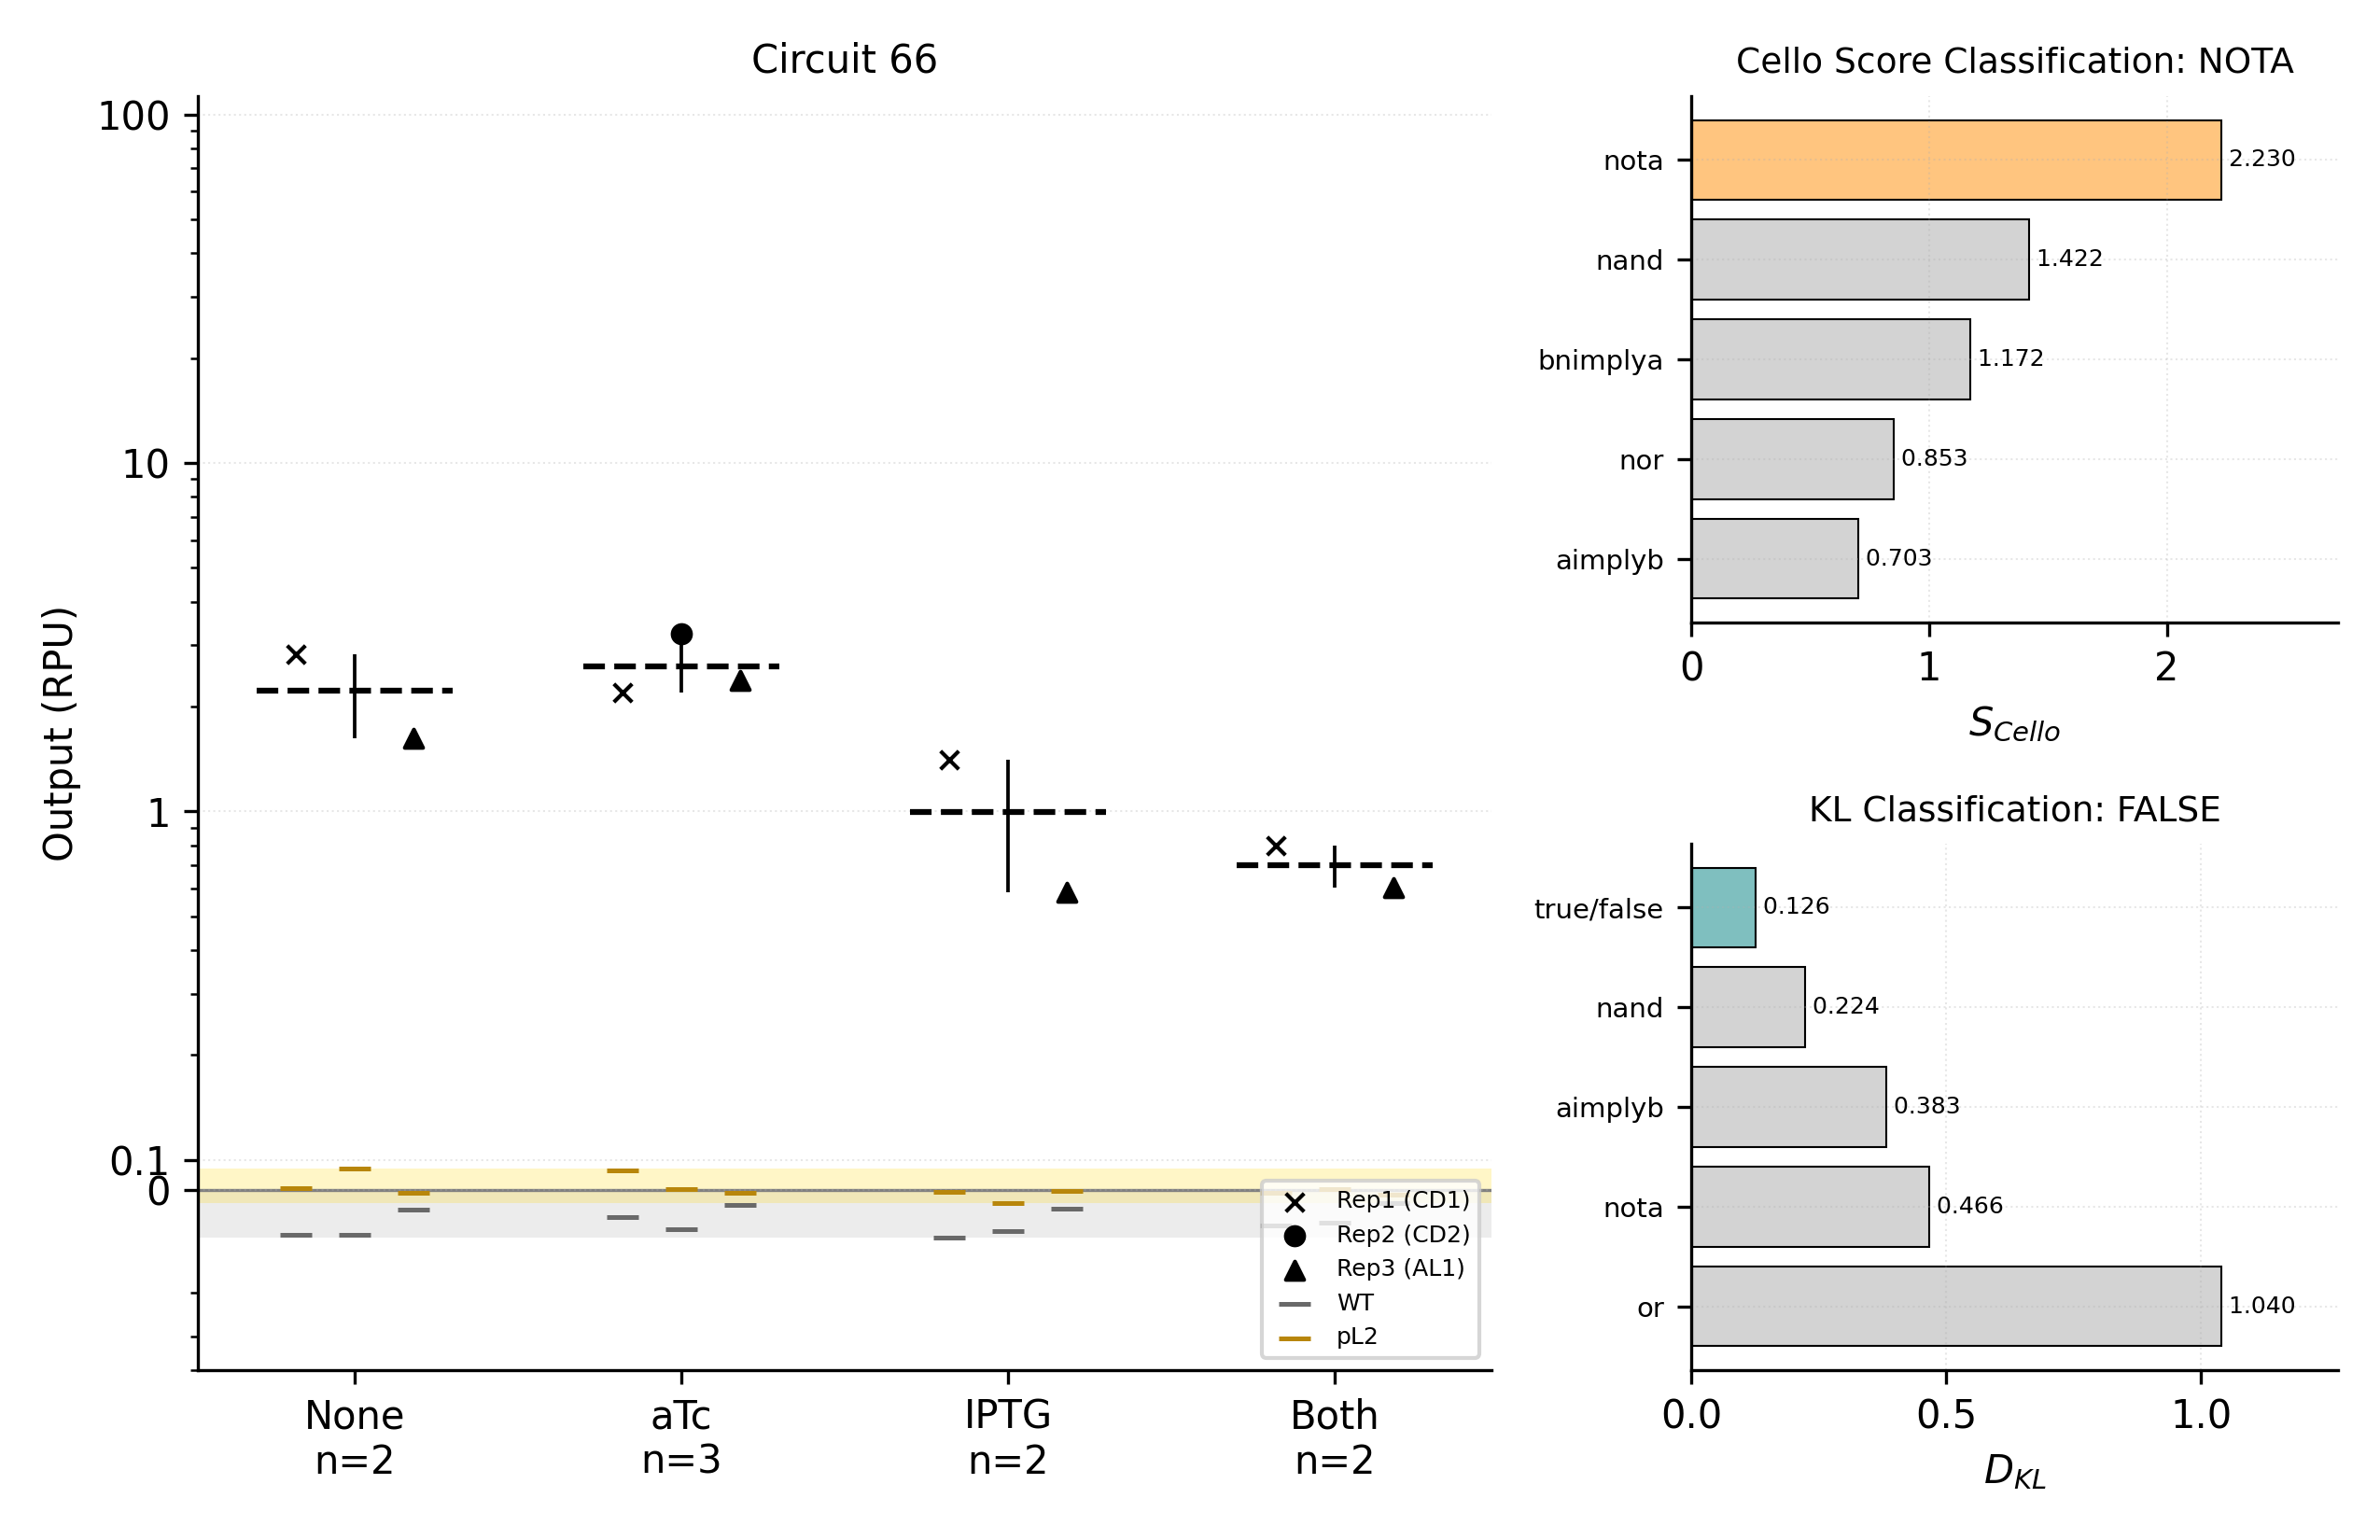 Circuit 66
100
10
1
0.1
0
Output (RPU)
None
n=2
aTc
n=3
IPTG
n=2
Both
n=2
Rep1 (CD1)
Rep2 (CD2)
Rep3 (AL1)
WT
pL2
Cello Score Classification: NOTA
nota
2.230
nand
1.422
bnimplya
1.172
nor
0.853
aimplyb
0.703
0 1 2
S_Cello
KL Classification: FALSE
true/false
0.126
nand
0.224
aimplyb
0.383
nota
0.466
or
1.040
0.0 0.5 1.0
D_KL